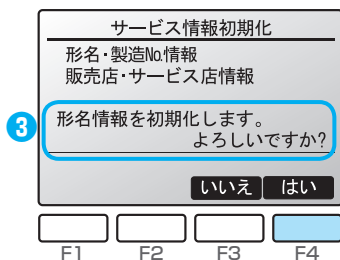 サービス情報初期化
形名・製造No.情報
販売店・サービス店情報
3
形名情報を初期化します。
よろしいですか?
いいえ はい
F1 F2 F3 F4